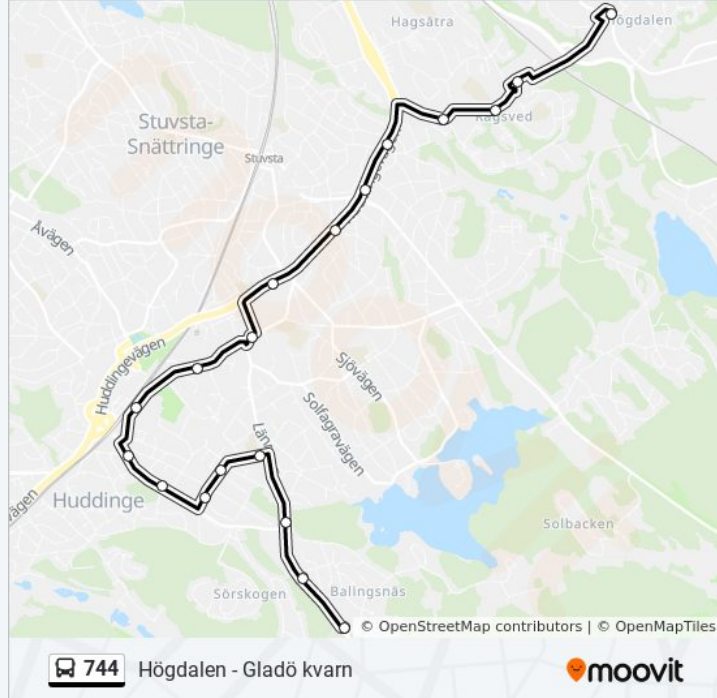 Hagsätra
Högdalen
Rågsved
Stuvsta-
Snättringe
Stuvsta
Åvägen
Huddingevägen
Sjövägen
Solfagravägen
Huddinge
Solbacken
Sörskogen
Balingsnäs
© OpenStreetMap contributors | © OpenMapTiles
744 Högdalen - Gladö kvarn
moovit